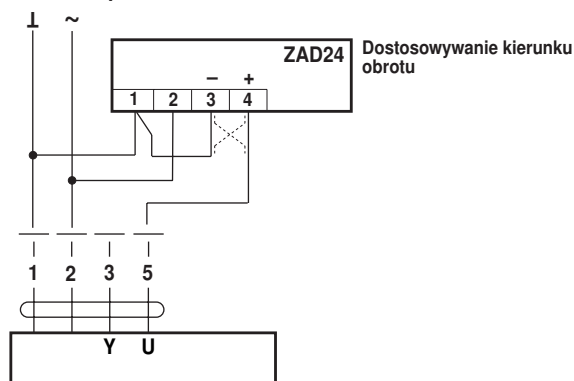 ⊥ ~
ZAD24
Dostosowywanie kierunku
obrotu
– +
1 2 3 4
1 2 3 5
Y U